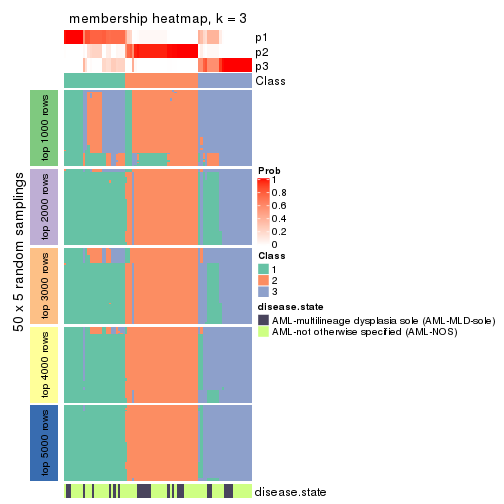 membership heatmap, k = 3
p1
p2
p3
Class
50 x 5 random samplings
top 1000 rows
top 2000 rows
top 3000 rows
top 4000 rows
top 5000 rows
Prob
1
0.8
0.6
0.4
0.2
0
Class
1
2
3
disease.state
AML-multilineage dysplasia sole (AML-MLD-sole)
AML-not otherwise specified (AML-NOS)
disease.state